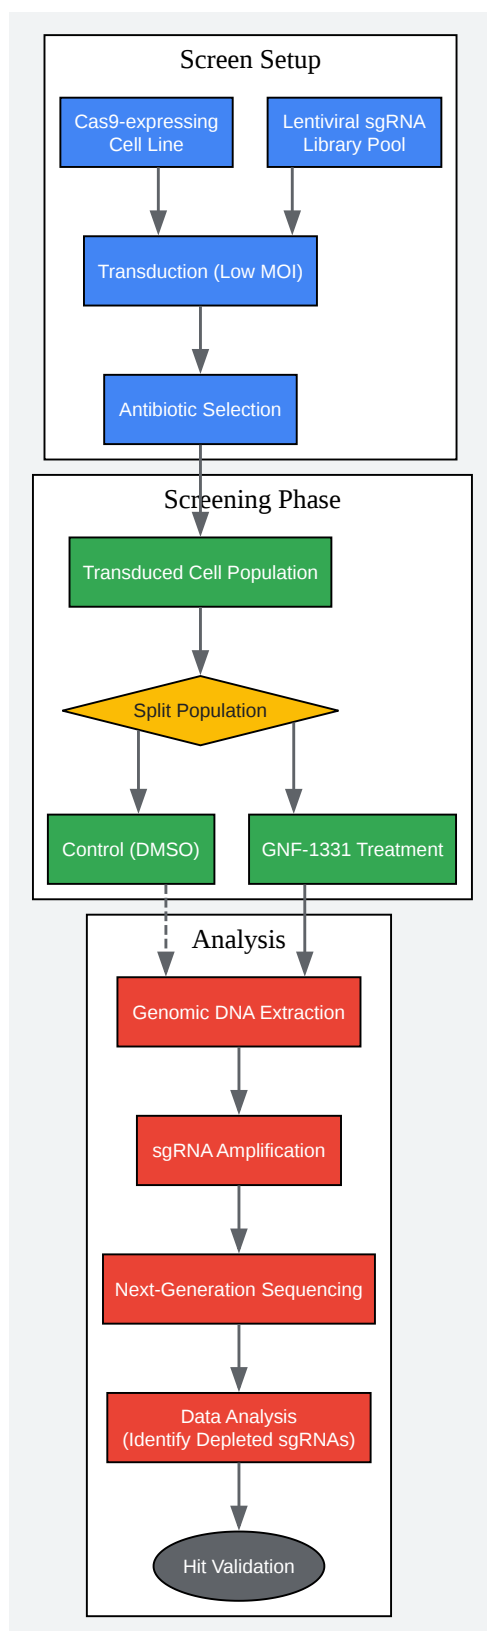 Screen Setup
Cas9-expressing
Cell Line
Lentiviral sgRNA
Library Pool
Transduction (Low MOI)
Antibiotic Selection
Screening Phase
Transduced Cell Population
Split Population
Control (DMSO)
GNF-1331 Treatment
Analysis
Genomic DNA Extraction
sgRNA Amplification
Next-Generation Sequencing
Data Analysis
(Identify Depleted sgRNAs)
Hit Validation